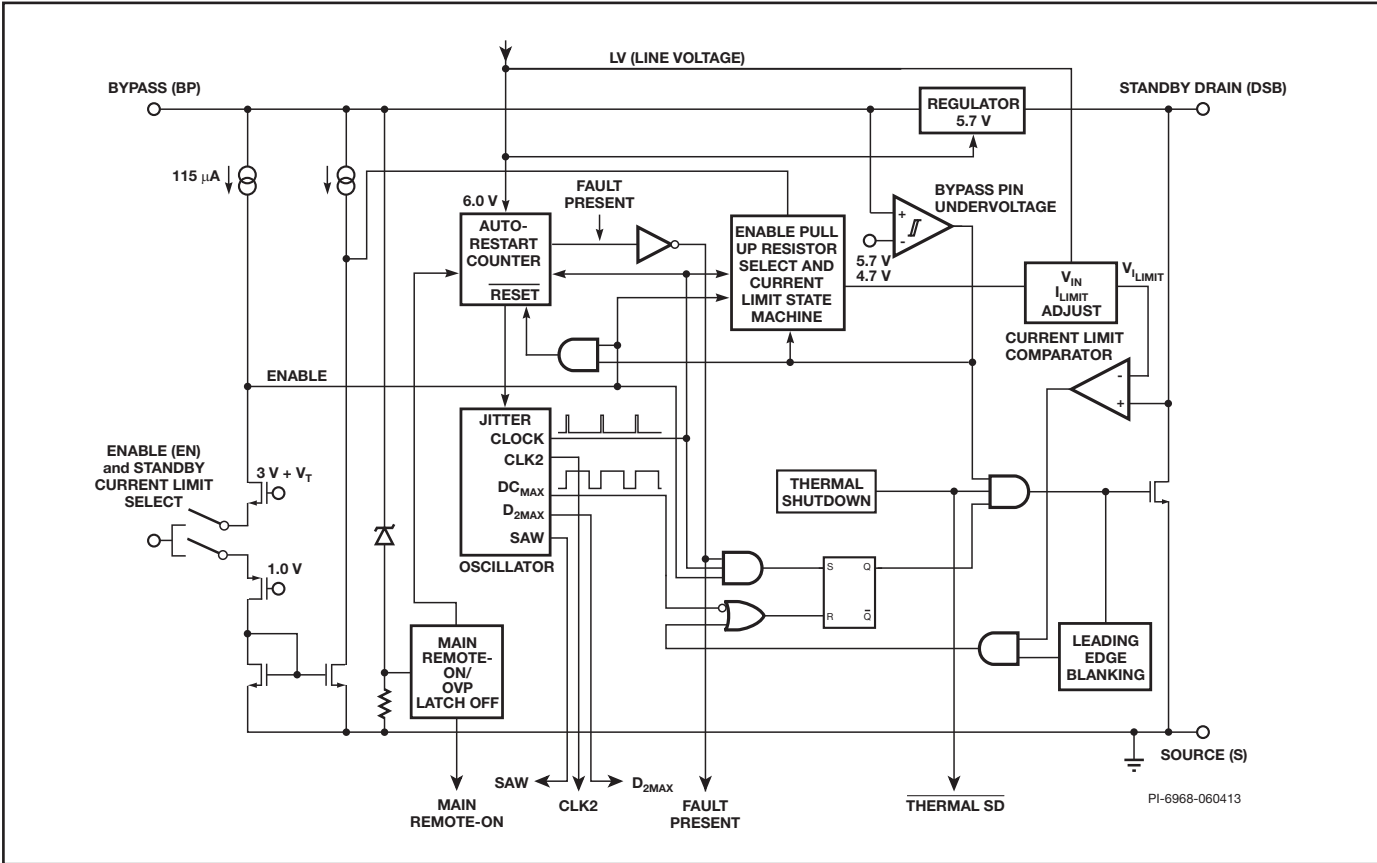 LV (LINE VOLTAGE)
BYPASS (BP)
STANDBY DRAIN (DSB)
REGULATOR
5.7 V
115 μA
6.0 V
FAULT
PRESENT
AUTO-
RESTART
COUNTER
RESET
ENABLE PULL
UP RESISTOR
SELECT AND
CURRENT
LIMIT STATE
MACHINE
BYPASS PIN
UNDERVOLTAGE
+
-
5.7 V
4.7 V
VIN
ILIMIT
ADJUST
VILIMIT
CURRENT LIMIT
COMPARATOR
-
+
ENABLE
JITTER
CLOCK
CLK2
DCMAX
D2MAX
SAW
OSCILLATOR
ENABLE (EN)
and STANDBY
CURRENT LIMIT
SELECT
3 V + VT
1.0 V
THERMAL
SHUTDOWN
S Q
R Q̅
MAIN
REMOTE-
ON/
OVP
LATCH OFF
LEADING
EDGE
BLANKING
SOURCE (S)
MAIN
REMOTE-ON
SAW
CLK2
D2MAX
FAULT
PRESENT
THERMAL SD
PI-6968-060413